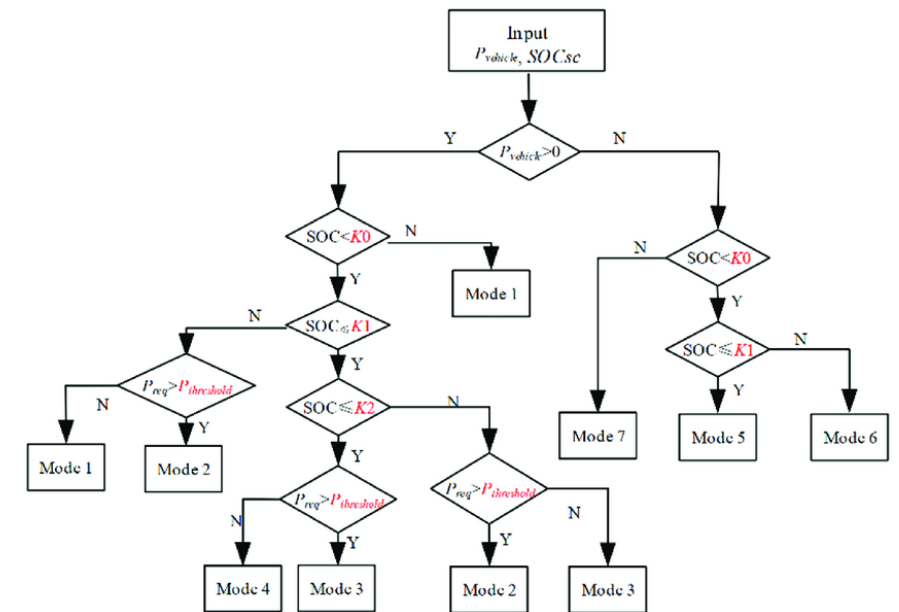 Input
Pvehicle, SOCsc
Y
N
Pvehicle>0
SOC<K0
N
SOC<K0
N
Y
Mode 1
Y
N
SOC≤K1
SOC≤K1
N
Y
Y
Preq>Pthreshold
SOC≤K2
N
N
Y
Y
Mode 7
Mode 5
Mode 6
Mode 1
Mode 2
Preq>Pthreshold
Preq>Pthreshold
N
N
Y
Y
Mode 4
Mode 3
Mode 2
Mode 3